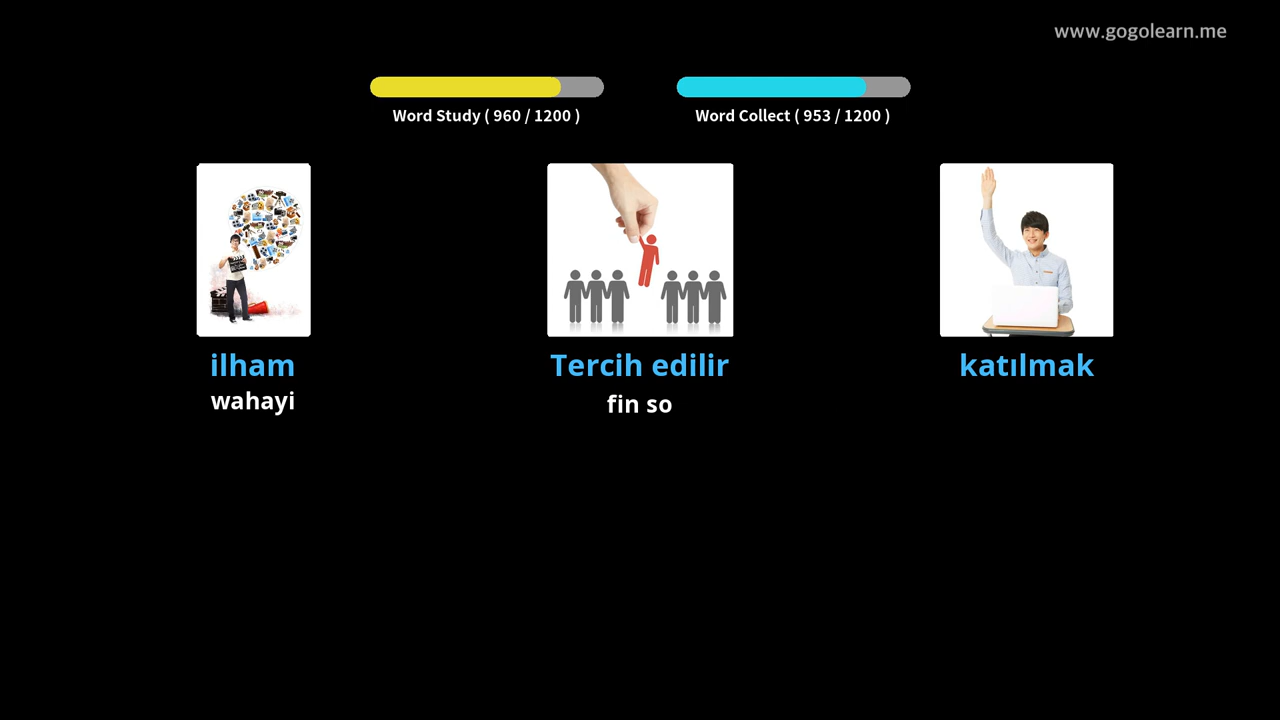 www.gogolearn.me
Word Study ( 960 / 1200 )
Word Collect ( 953 / 1200 )
ilham
wahayi
Tercih edilir
fin so
katılmak